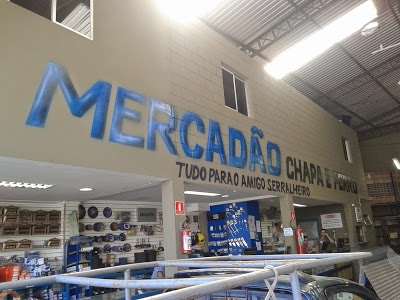 MERCADÃO CHAPA E FERRO
TUDO PARA O AMIGO SERRALHEIRO